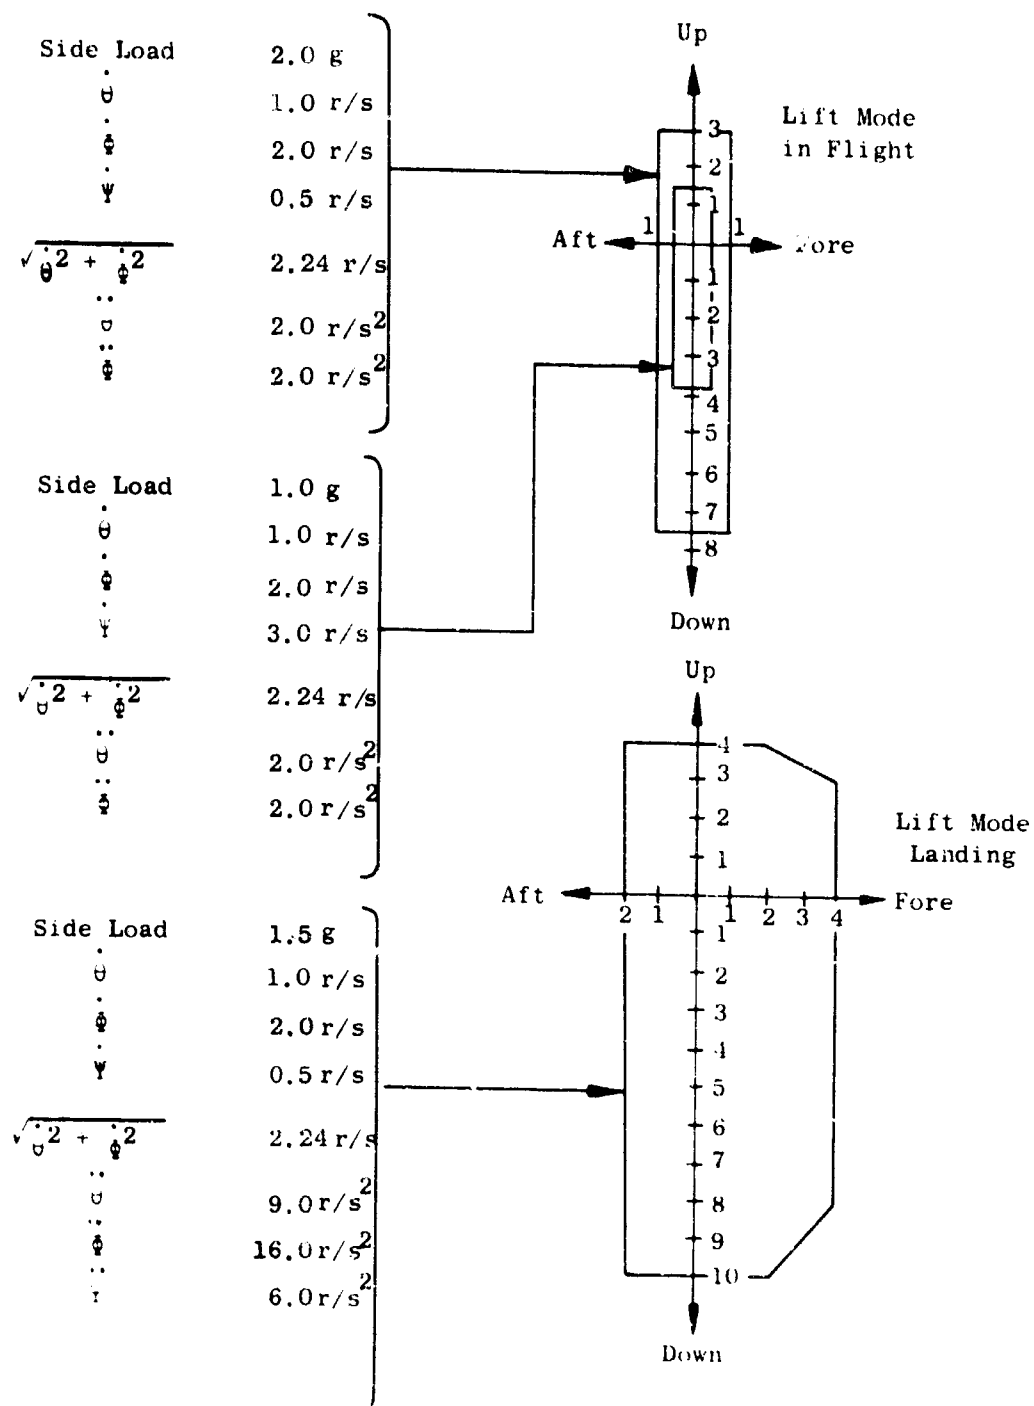 Side Load 2.0 g
θ̇ 1.0 r/s
Φ̇ 2.0 r/s
Ψ̇ 0.5 r/s
√θ̇2 + Φ̇2 2.24 r/s
θ̈ 2.0 r/s2
Φ̈ 2.0 r/s2
Up
Lift Mode
in Flight
3
2
1
1 1
Aft Fore
1
2
3
4
5
6
7
8
Down
Side Load 1.0 g
θ̇ 1.0 r/s
Φ̇ 2.0 r/s
Ψ̇ 3.0 r/s
√θ̇2 + Φ̇2 2.24 r/s
θ̈ 2.0 r/s2
Φ̈ 2.0 r/s2
Up
4
3
2
1
Lift Mode
Landing
Aft Fore
2 1 1 2 3 4
1
2
3
4
5
6
7
8
9
10
Down
Side Load 1.5 g
θ̇ 1.0 r/s
Φ̇ 2.0 r/s
Ψ̇ 0.5 r/s
√θ̇2 + Φ̇2 2.24 r/s
θ̈ 9.0 r/s2
Φ̈ 16.0 r/s2
6.0 r/s2